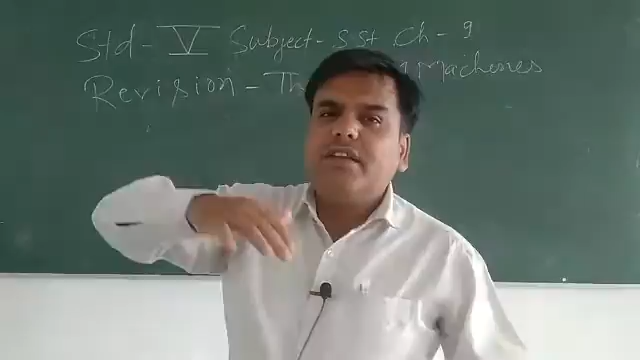 Std - V Subject - S St Ch - 9
Revision - Machines